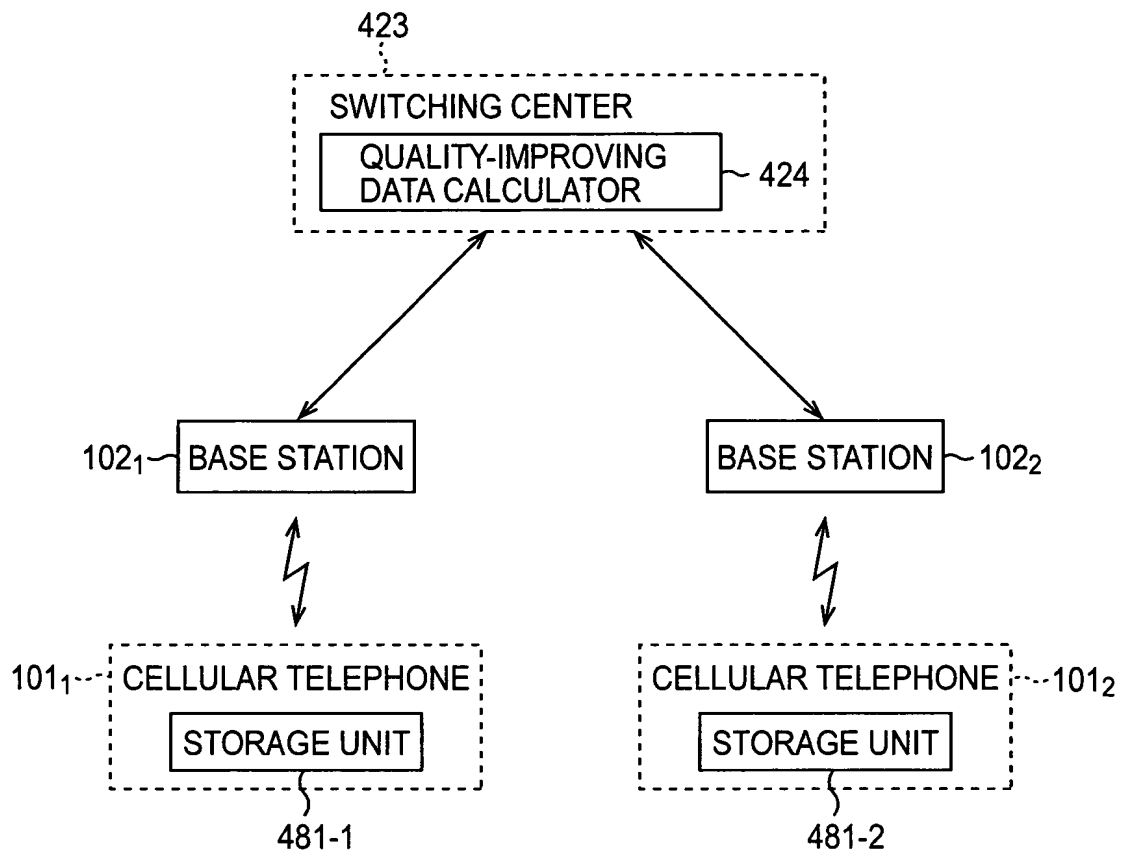 423
SWITCHING CENTER
QUALITY-IMPROVING
DATA CALCULATOR
424
102₁
BASE STATION
BASE STATION
102₂
101₁
CELLULAR TELEPHONE
STORAGE UNIT
481-1
CELLULAR TELEPHONE
101₂
STORAGE UNIT
481-2